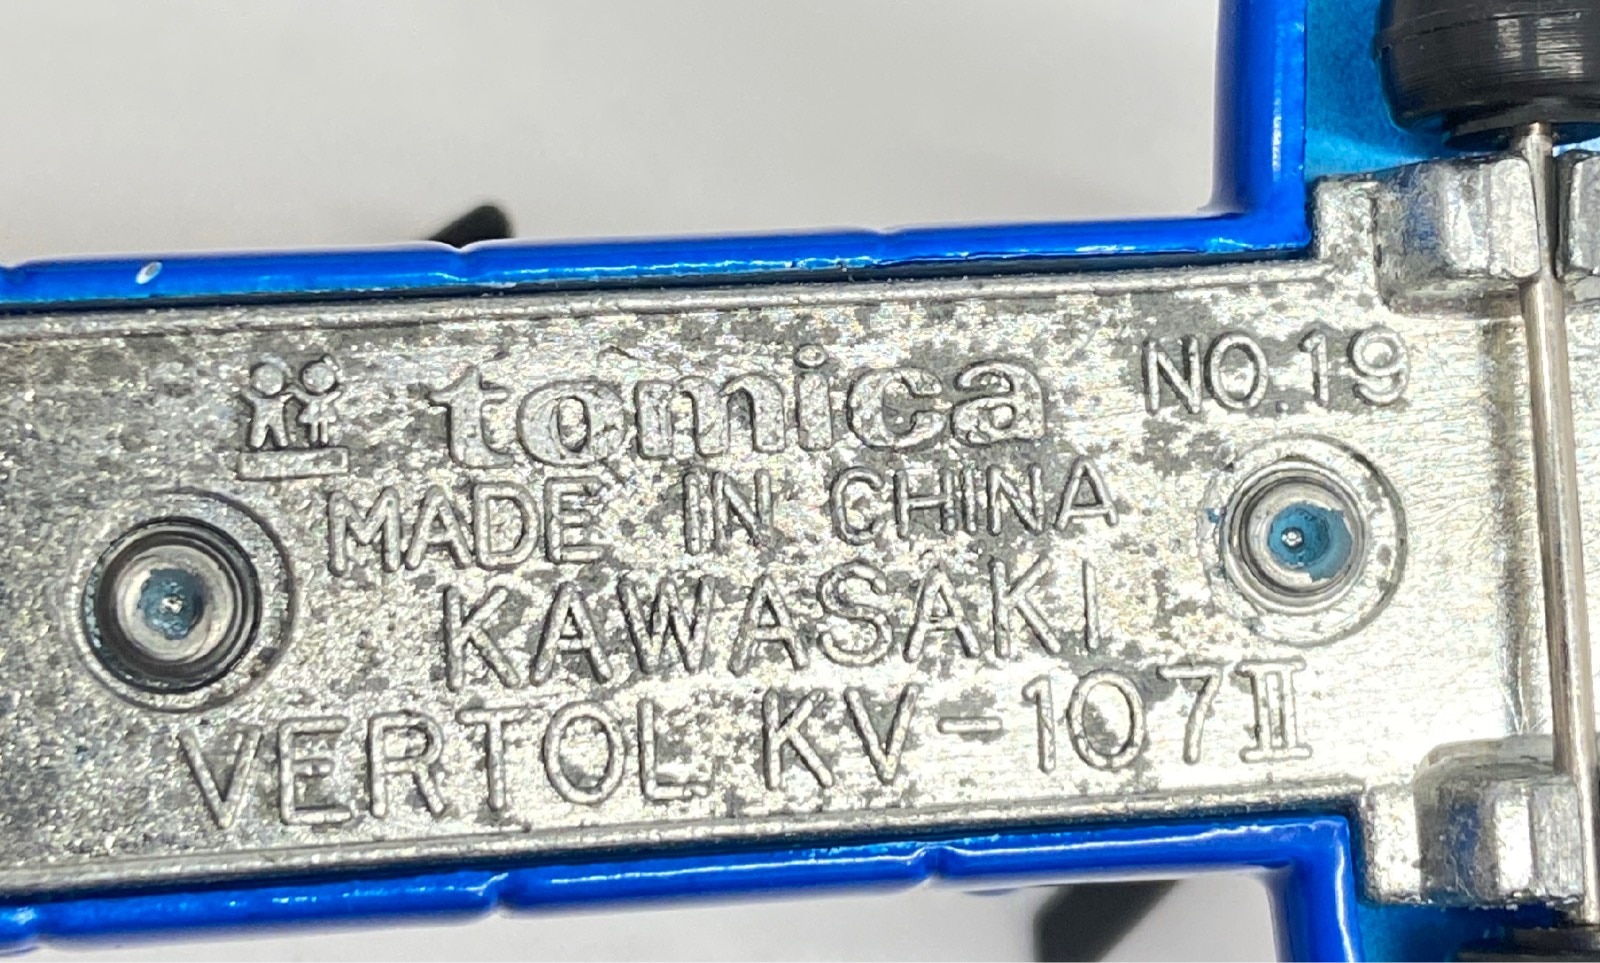 tomica NO.19
MADE IN CHINA
KAWASAKI
VERTOL KV-107Ⅱ